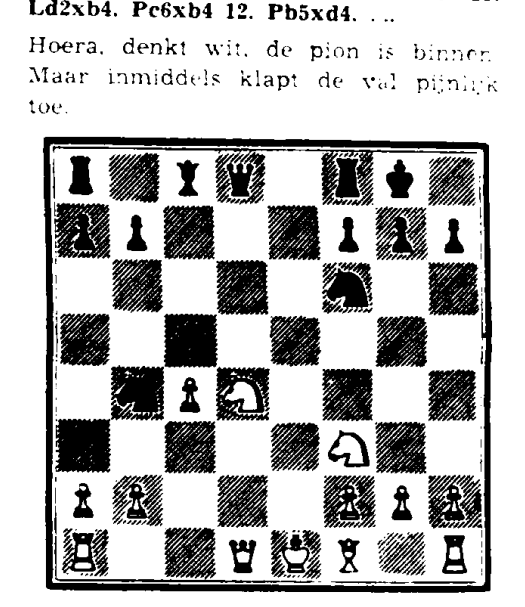 Ld2xb4. Pc6xb4 12. Pb5xd4. ...
Hoera, denkt wit, de pion is binnen.
Maar inmiddels klapt de val pijnlijk
toe.